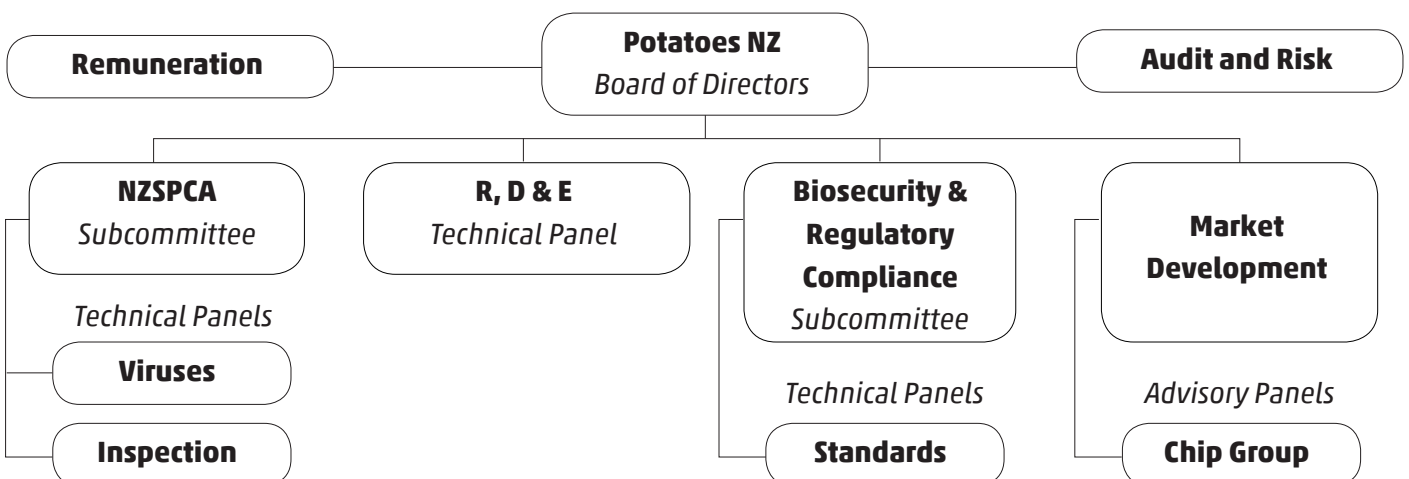 Remuneration
Potatoes NZ
Board of Directors
Audit and Risk
NZSPCA
Subcommittee
R, D & E
Technical Panel
Biosecurity &
Regulatory
Compliance
Subcommittee
Market
Development
Technical Panels
Viruses
Inspection
Technical Panels
Standards
Advisory Panels
Chip Group